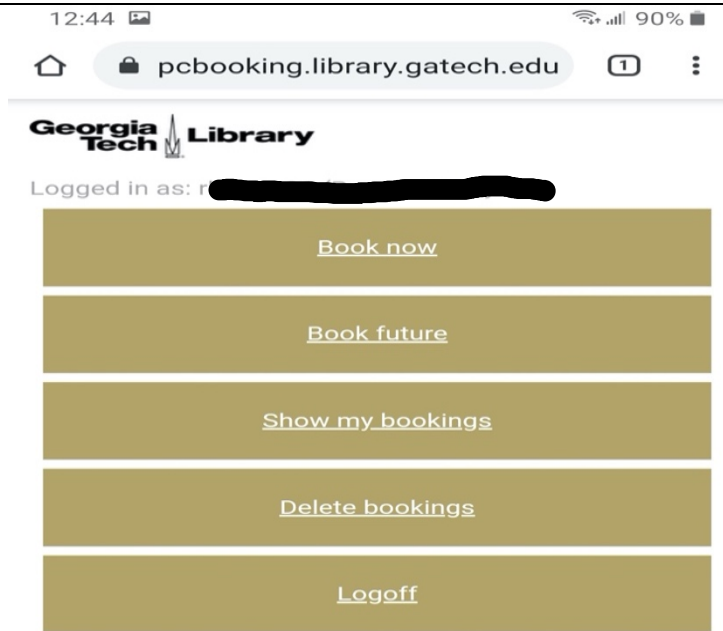 12:44 90%
pcbooking.library.gatech.edu 1
Georgia
Tech Library
Logged in as: r
Book now
Book future
Show my bookings
Delete bookings
Logoff